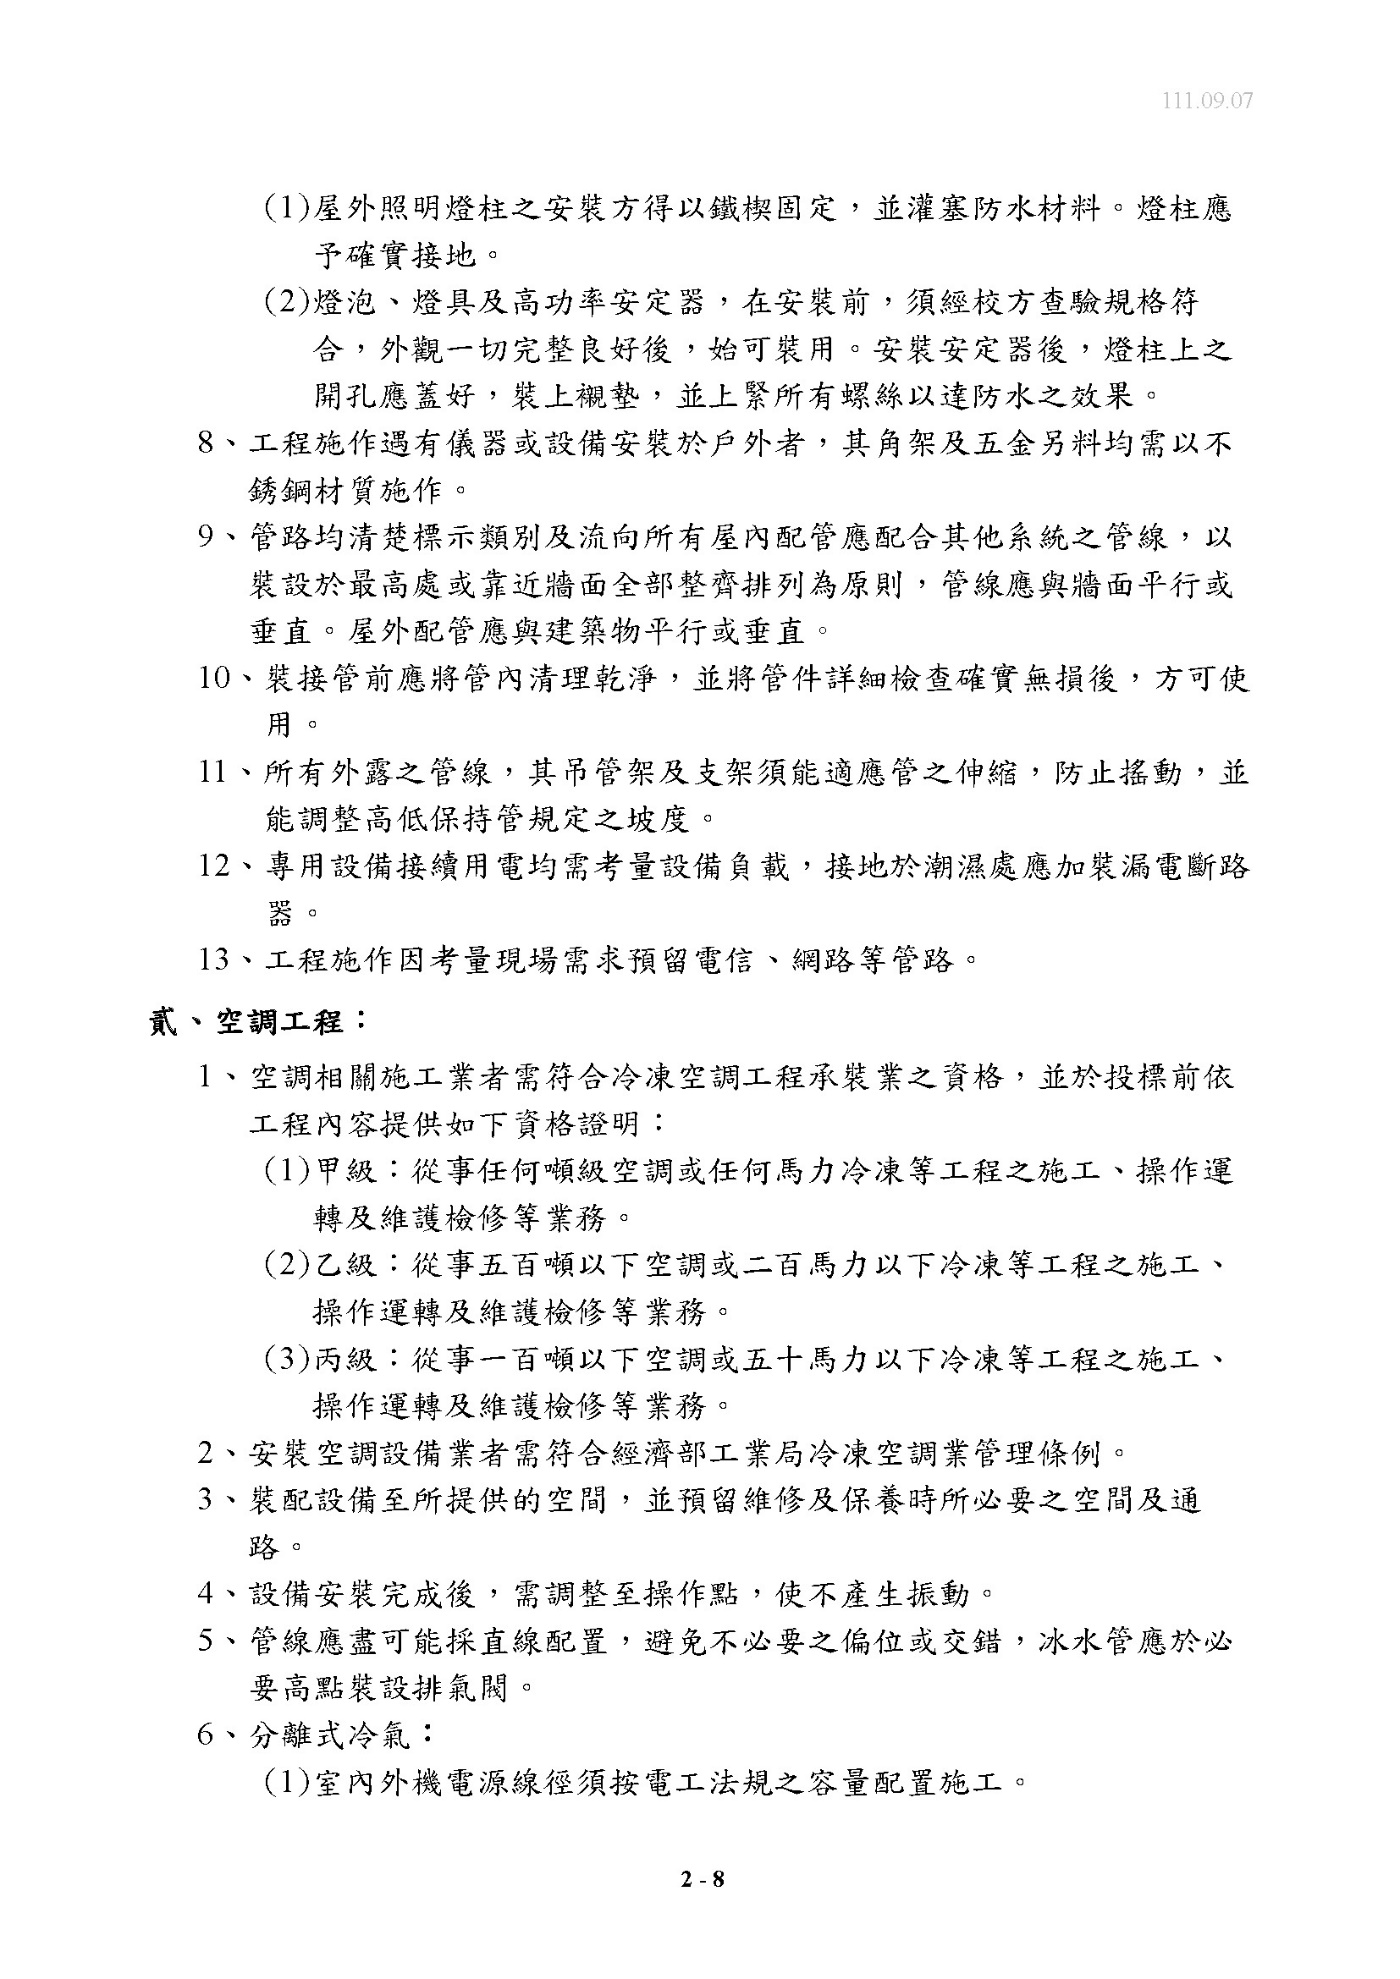 111.09.07
(1)屋外照明燈柱之安裝方得以鐵楔固定，並灌塞防水材料。燈柱應
予確實接地。
(2)燈泡、燈具及高功率安定器，在安裝前，須經校方查驗規格符
合，外觀一切完整良好後，始可裝用。安裝安定器後，燈柱上之
開孔應蓋好，裝上襯墊，並上緊所有螺絲以達防水之效果。
8、工程施作遇有儀器或設備安裝於戶外者，其角架及五金另料均需以不
銹鋼材質施作。
9、管路均清楚標示類別及流向所有屋內配管應配合其他系統之管線，以
裝設於最高處或靠近牆面全部整齊排列為原則，管線應與牆面平行或
垂直。屋外配管應與建築物平行或垂直。
10、裝接管前應將管內清理乾淨，並將管件詳細檢查確實無損後，方可使
用。
11、所有外露之管線，其吊管架及支架須能適應管之伸縮，防止搖動，並
能調整高低保持管規定之坡度。
12、專用設備接續用電均需考量設備負載，接地於潮濕處應加裝漏電斷路
器。
13、工程施作因考量現場需求預留電信、網路等管路。
貳、空調工程：
1、空調相關施工業者需符合冷凍空調工程承裝業之資格，並於投標前依
工程內容提供如下資格證明：
(1)甲級：從事任何噸級空調或任何馬力冷凍等工程之施工、操作運
轉及維護檢修等業務。
(2)乙級：從事五百噸以下空調或二百馬力以下冷凍等工程之施工、
操作運轉及維護檢修等業務。
(3)丙級：從事一百噸以下空調或五十馬力以下冷凍等工程之施工、
操作運轉及維護檢修等業務。
2、安裝空調設備業者需符合經濟部工業局冷凍空調業管理條例。
3、裝配設備至所提供的空間，並預留維修及保養時所必要之空間及通
路。
4、設備安裝完成後，需調整至操作點，使不產生振動。
5、管線應盡可能採直線配置，避免不必要之偏位或交錯，冰水管應於必
要高點裝設排氣閥。
6、分離式冷氣：
(1)室內外機電源線徑須按電工法規之容量配置施工。
2 - 8